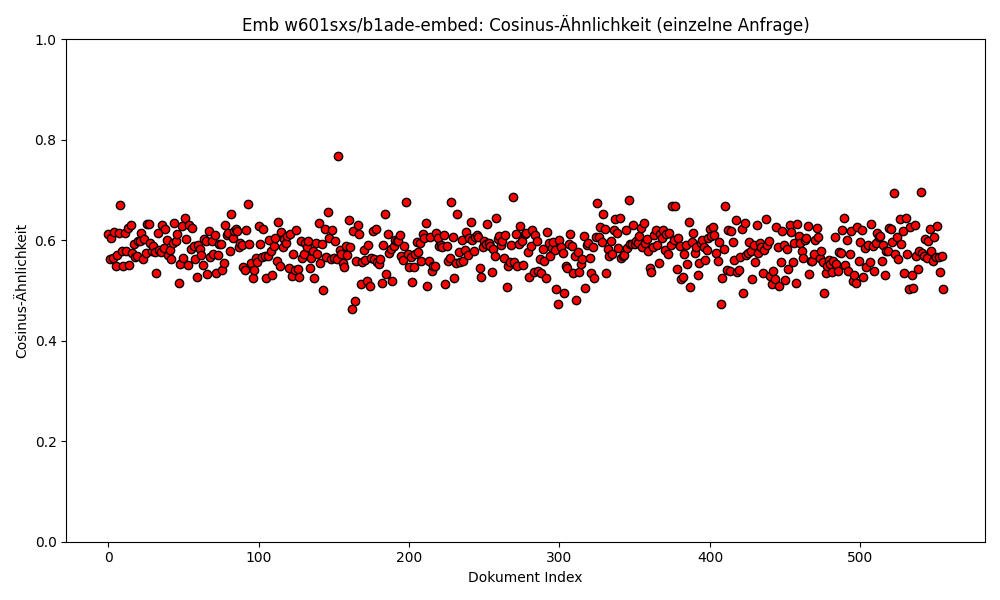 Emb w601sxs/b1ade-embed: Cosinus-Ähnlichkeit (einzelne Anfrage)
1.0
0.8
0.6
0.4
0.2
0.0
Cosinus-Ähnlichkeit
0 100 200 300 400 500
Dokument Index